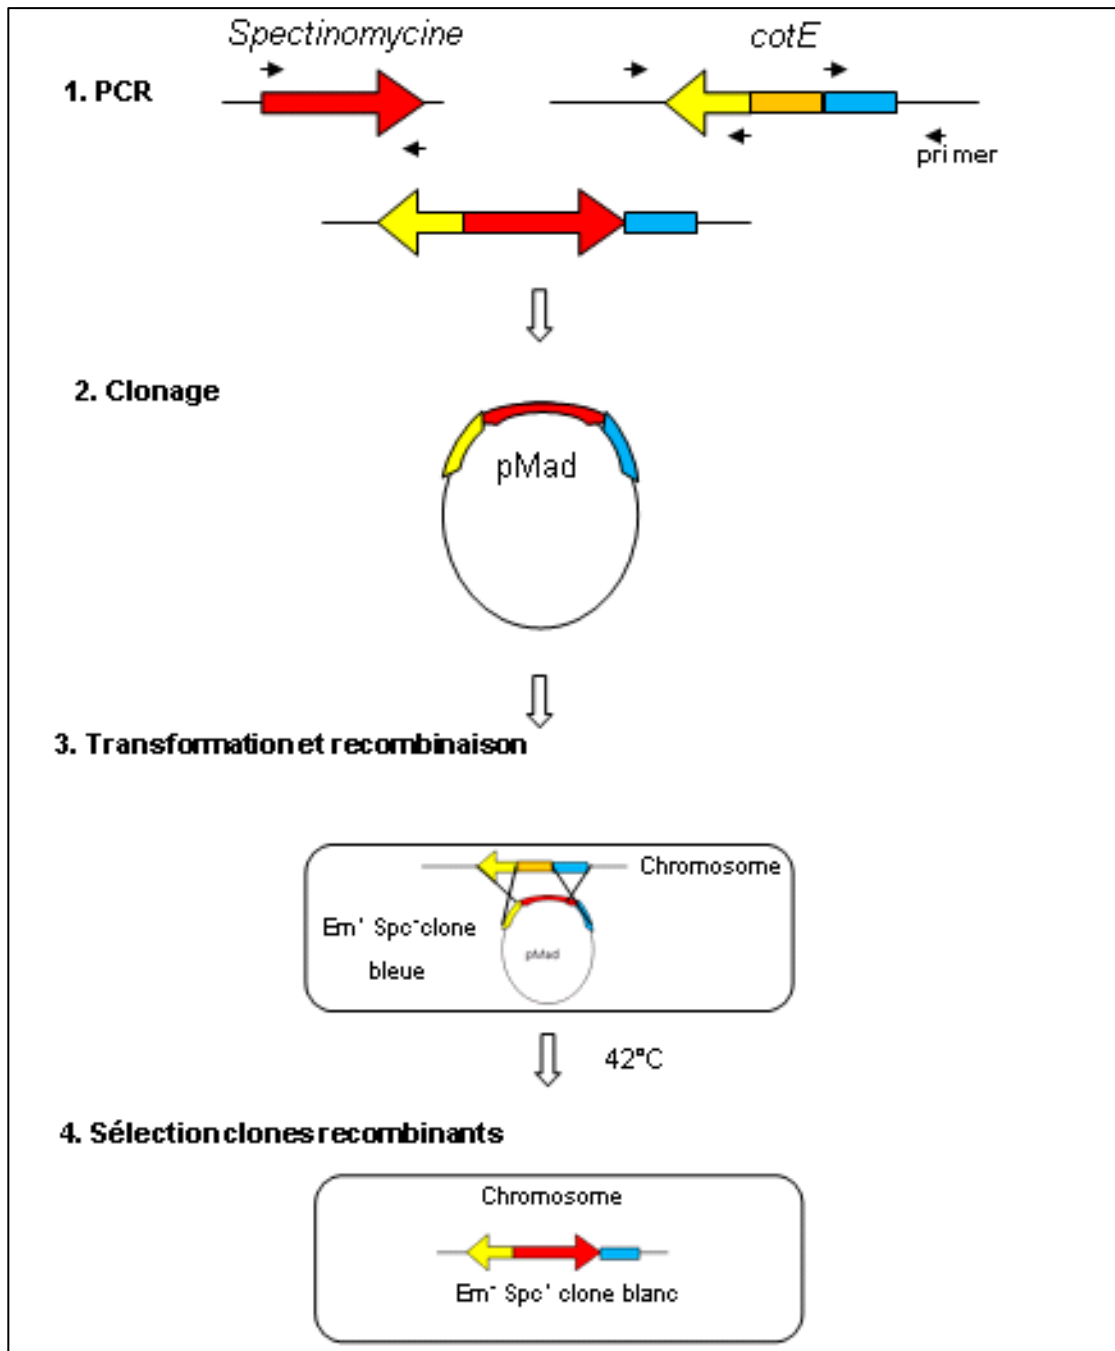 Spectinomycine
cotE
1. PCR
primer
2. Clonage
pMad
3. Transformation et recombinaison
Chromosome
Em⁺ Spc⁻ clone
bleue
pMad
42°C
4. Sélection clones recombinants
Chromosome
Em⁻ Spc⁺ clone blanc